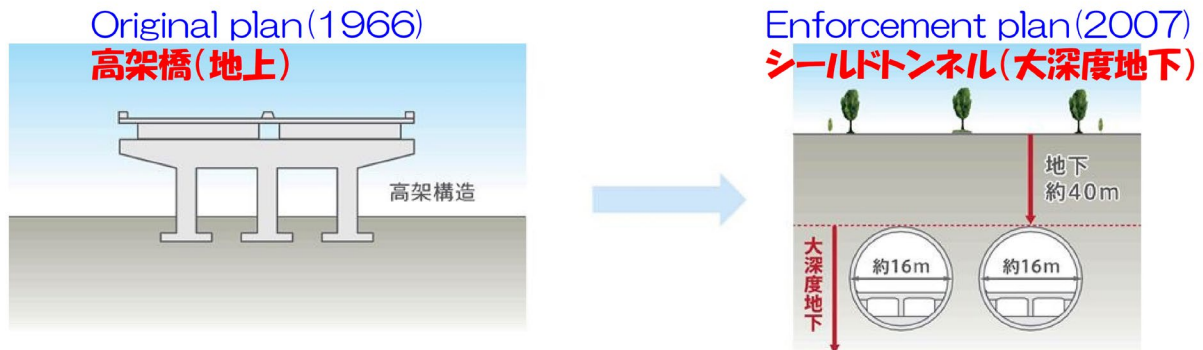 Original plan(1966)
高架橋(地上)
高架構造
Enforcement plan(2007)
シールドトンネル(大深度地下)
地下
約40m
大深度地下
約16m
約16m